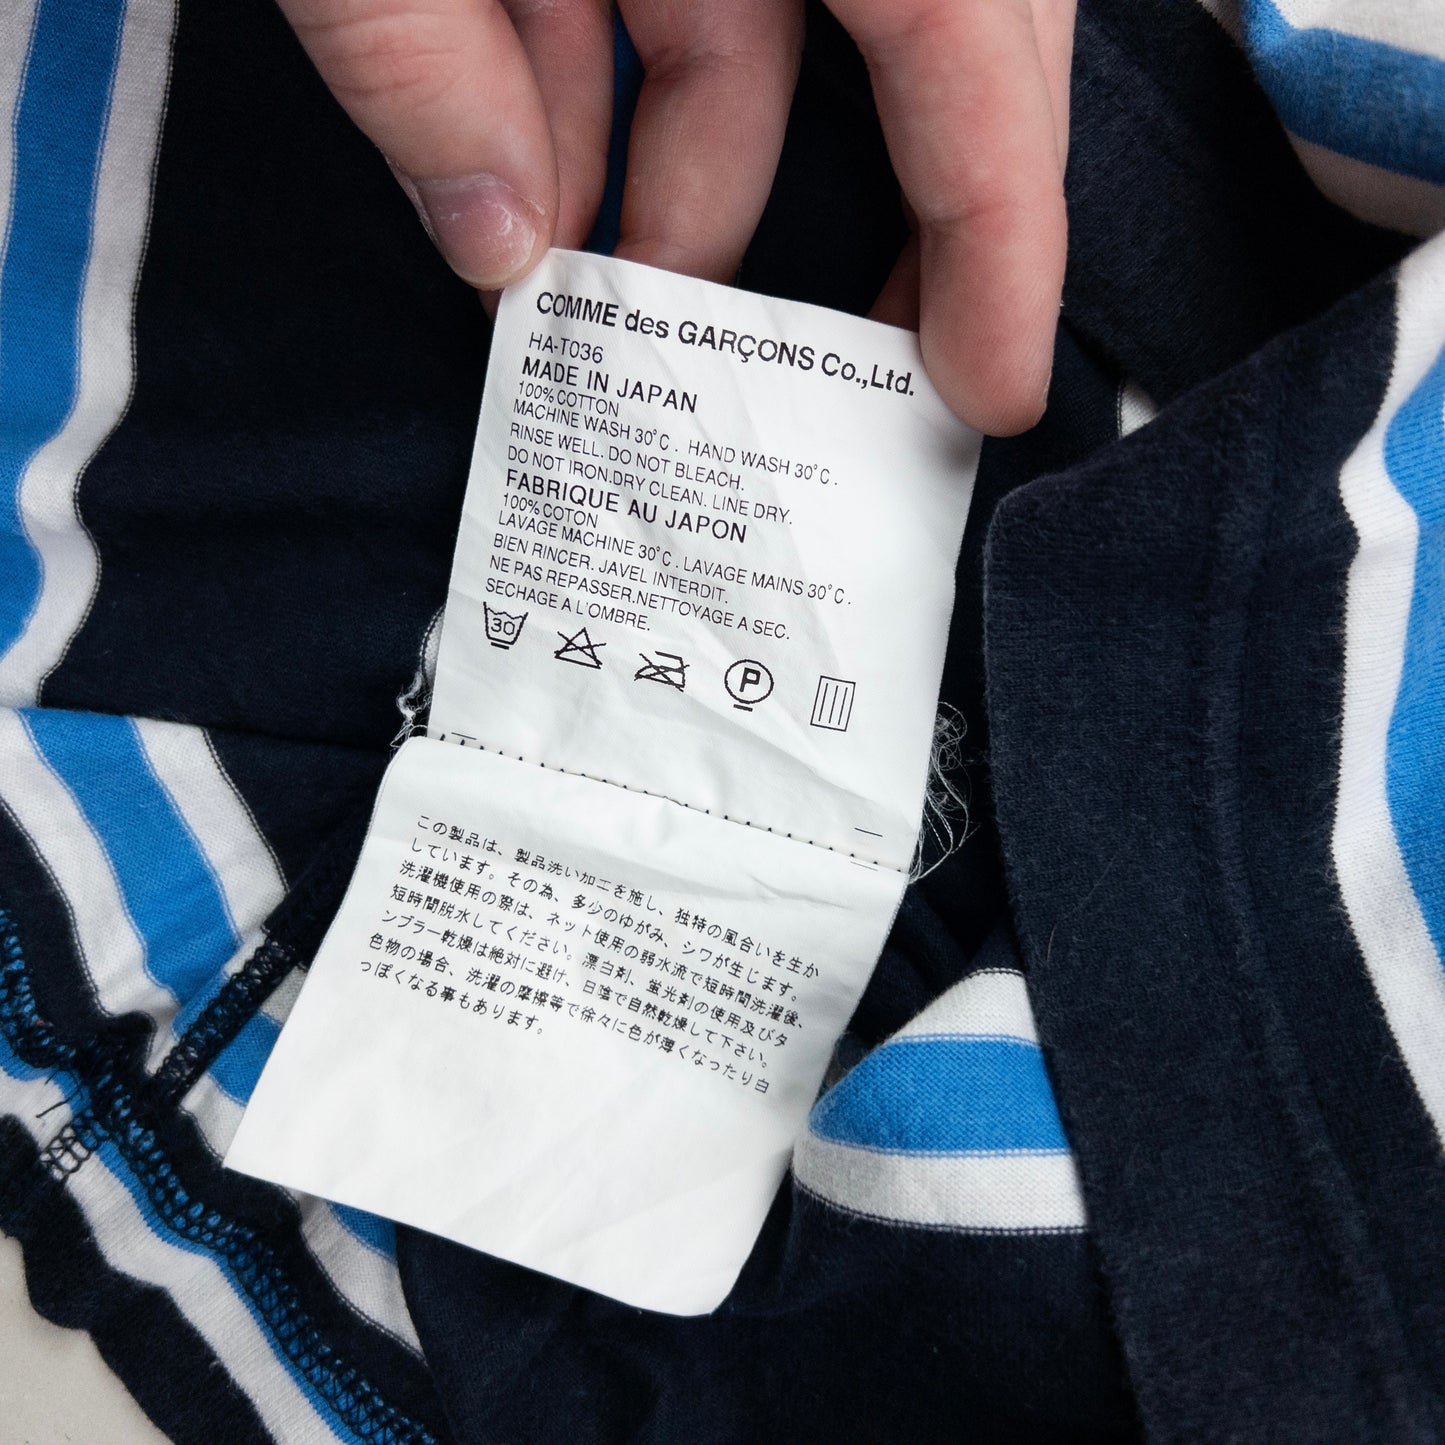 COMME des GARÇONS Co.,Ltd.
HA-T036
MADE IN JAPAN
100% COTTON
MACHINE WASH 30°C. HAND WASH 30°C.
RINSE WELL. DO NOT BLEACH.
DO NOT IRON.DRY CLEAN. LINE DRY.
FABRIQUE AU JAPON
100% COTON
LAVAGE MACHINE 30°C. LAVAGE MAINS 30°C.
BIEN RINCER. JAVEL INTERDIT.
NE PAS REPASSER.NETTOYAGE A SEC.
SECHAGE A L'OMBRE.
30
P
この製品は、製品洗い加工を施し、独特の風合いを生か
しています。その為、多少のゆがみ、シワが生じます。
洗濯機使用の際は、ネット使用の弱水流で短時間洗濯後、
短時間脱水してください。漂白剤、蛍光剤の使用及びタ
ンブラー乾燥は絶対に避け、日陰で自然乾燥して下さい。
色物の場合、洗濯の摩擦等で徐々に色が薄くなったり白
っぽくなる事もあります。